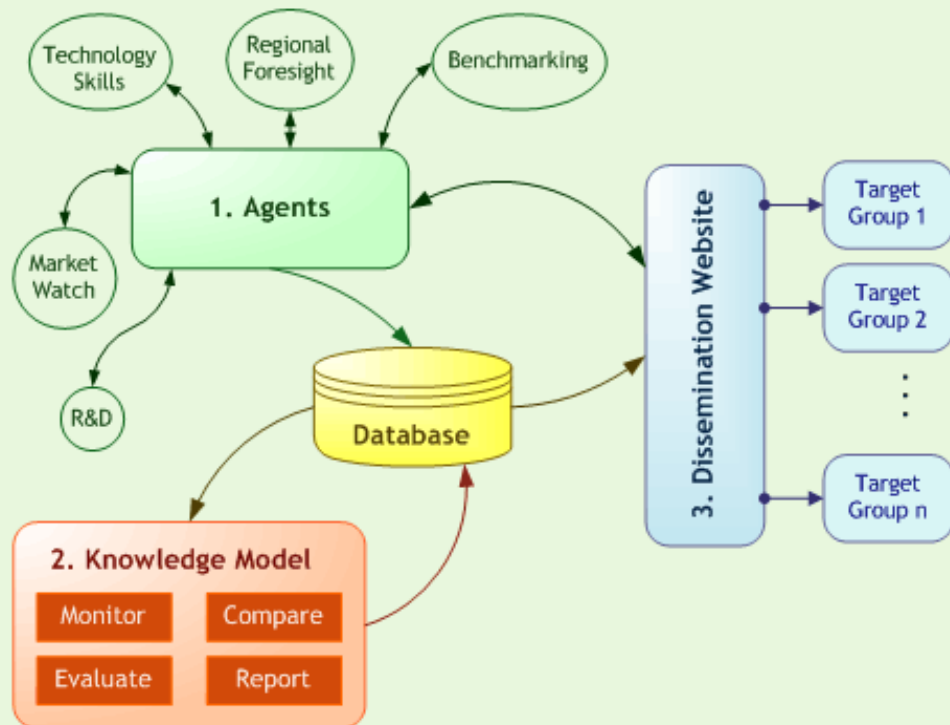 Technology
Skills
Regional
Foresight
Benchmarking
1. Agents
Market
Watch
R&D
Database
2. Knowledge Model
Monitor
Compare
Evaluate
Report
3. Dissemination Website
Target
Group 1
Target
Group 2
Target
Group n